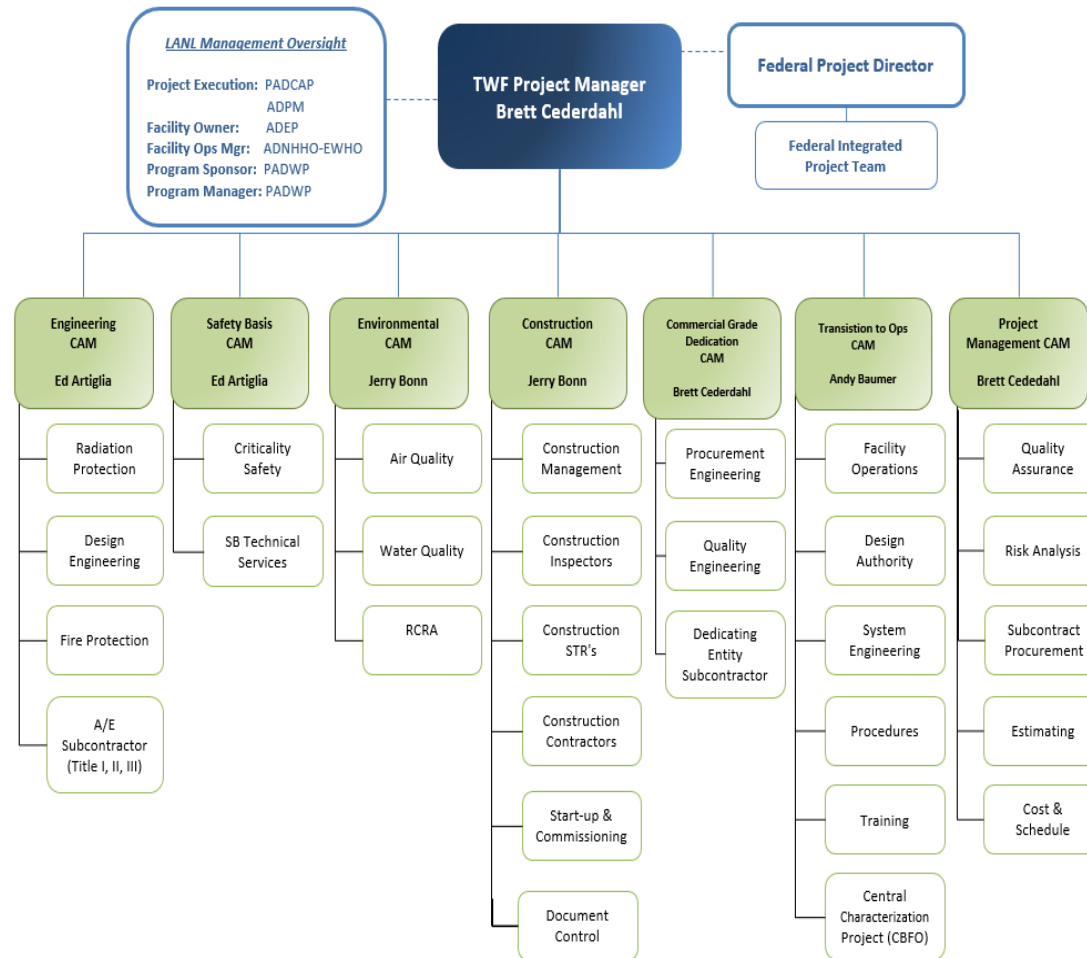 LANL Management Oversight
Project Execution: PADCAP
ADPM
Facility Owner: ADEP
Facility Ops Mgr: ADNHHO-EWHO
Program Sponsor: PADWP
Program Manager: PADWP
TWF Project Manager
Brett Cederdahl
Federal Project Director
Federal Integrated
Project Team
Engineering
CAM
Ed Artiglia
Radiation
Protection
Design
Engineering
Fire Protection
A/E
Subcontractor
(Title I, II, III)
Safety Basis
CAM
Ed Artiglia
Criticality
Safety
SB Technical
Services
Environmental
CAM
Jerry Bonn
Air Quality
Water Quality
RCRA
Construction
CAM
Jerry Bonn
Construction
Management
Construction
Inspectors
Construction
STR's
Construction
Contractors
Start-up &
Commissioning
Document
Control
Commercial Grade
Dedication
CAM
Brett Cederdahl
Procurement
Engineering
Quality
Engineering
Dedicating
Entity
Subcontractor
Transistion to Ops
CAM
Andy Baumer
Facility
Operations
Design
Authority
System
Engineering
Procedures
Training
Central
Characterization
Project (CBFO)
Project
Management CAM
Brett Cededahl
Quality
Assurance
Risk Analysis
Subcontract
Procurement
Estimating
Cost &
Schedule